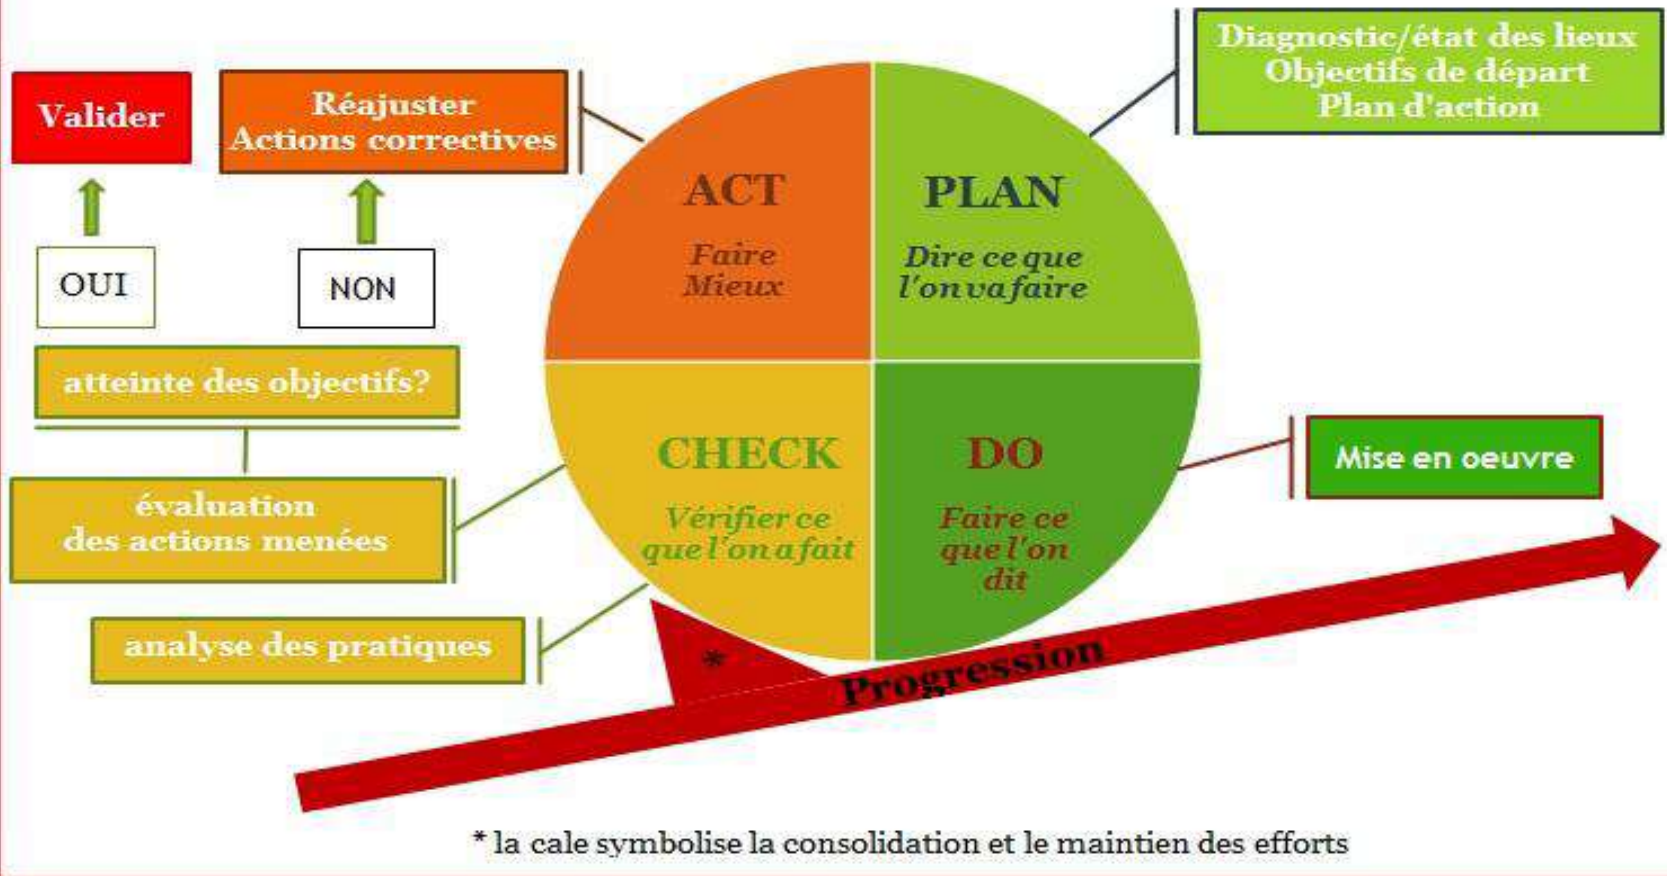 Diagnostic/état des lieux
Objectifs de départ
Plan d'action
Valider
Réajuster
Actions correctives
ACT
Faire
Mieux
PLAN
Dire ce que
l'on va faire
OUI
NON
atteinte des objectifs?
CHECK
Vérifier ce
que l'on a fait
DO
Faire ce
que l'on
dit
Mise en oeuvre
évaluation
des actions menées
analyse des pratiques
*
Progression
* la cale symbolise la consolidation et le maintien des efforts